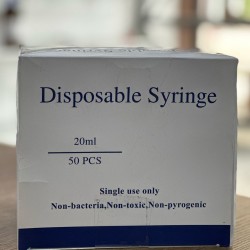 Disposable Syringe
20ml
50 PCS
Single use only
Non-bacteria,Non-toxic,Non-pyrogenic